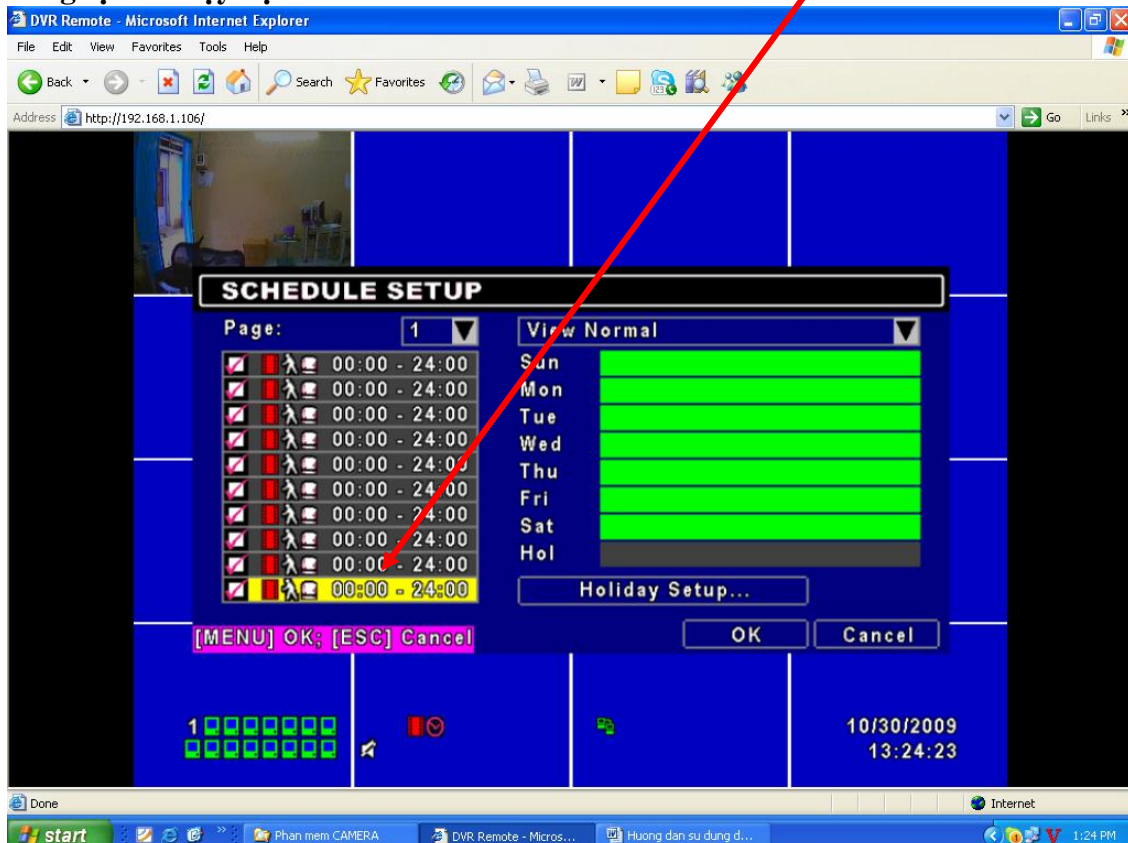 DVR Remote - Microsoft Internet Explorer
File Edit View Favorites Tools Help
Back Search Favorites
Address http://192.168.1.106/ Go Links »
SCHEDULE SETUP
Page: 1
View Normal
00:00 - 24:00
00:00 - 24:00
00:00 - 24:00
00:00 - 24:00
00:00 - 24:00
00:00 - 24:00
00:00 - 24:00
00:00 - 24:00
00:00 - 24:00
00:00 - 24:00
Sun
Mon
Tue
Wed
Thu
Fri
Sat
Hol
Holiday Setup...
[MENU] OK; [ESC] Cancel
OK Cancel
1
10/30/2009
13:24:23
Done Internet
start Phan mem CAMERA DVR Remote - Micros... Huong dan su dung d... V 1:24 PM